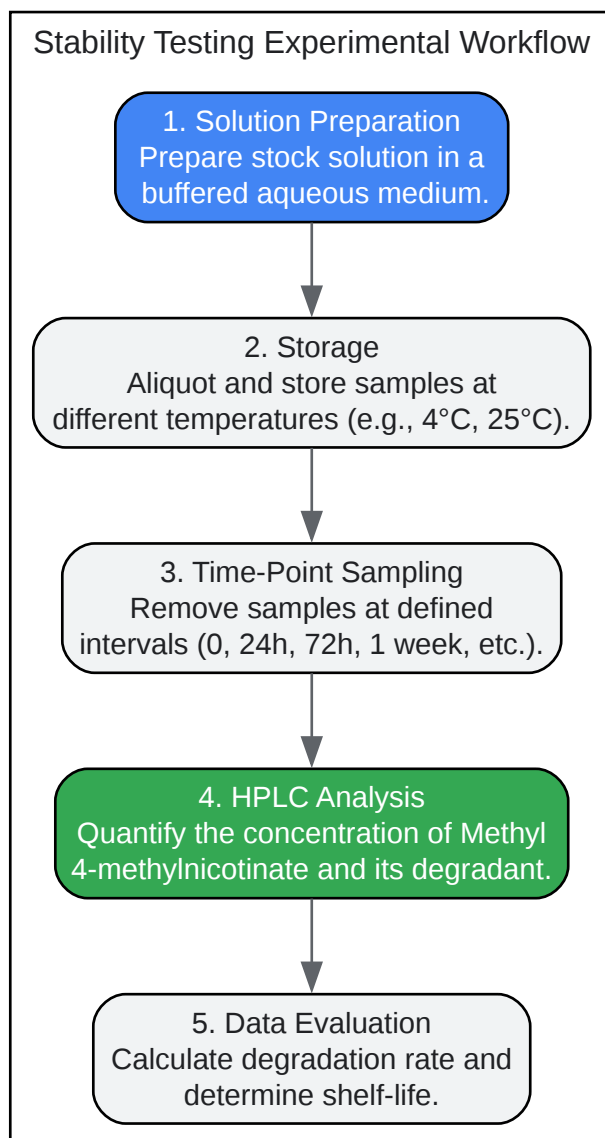 Stability Testing Experimental Workflow
1. Solution Preparation
Prepare stock solution in a
buffered aqueous medium.
2. Storage
Aliquot and store samples at
different temperatures (e.g., 4°C, 25°C).
3. Time-Point Sampling
Remove samples at defined
intervals (0, 24h, 72h, 1 week, etc.).
4. HPLC Analysis
Quantify the concentration of Methyl
4-methylnicotinate and its degradant.
5. Data Evaluation
Calculate degradation rate and
determine shelf-life.